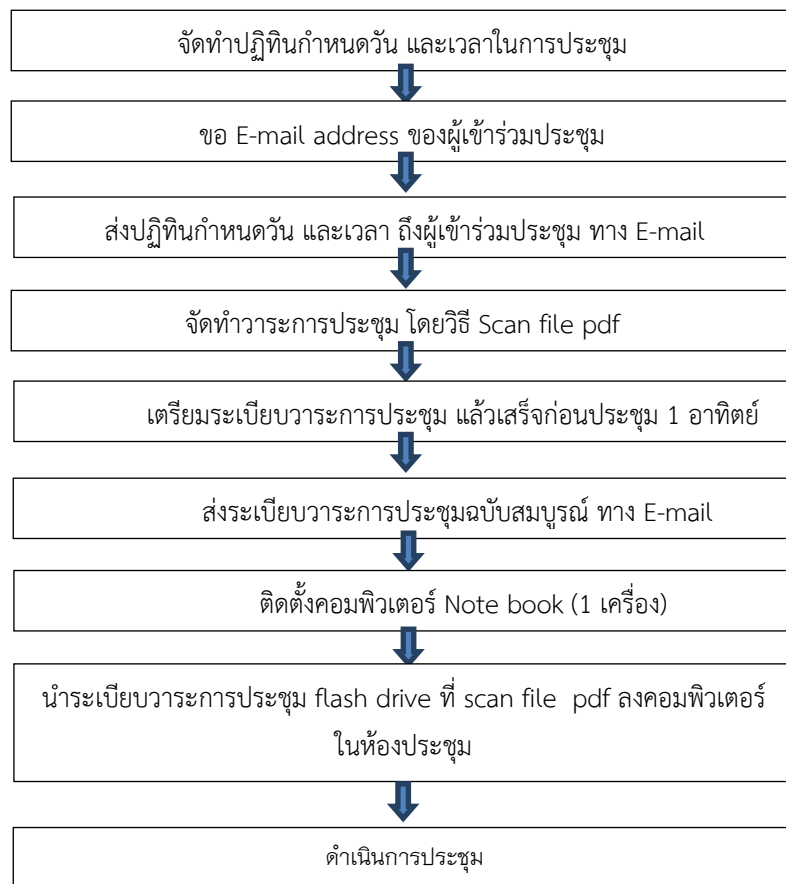 จัดทำปฏิทินกำหนดวัน และเวลาในการประชุม
ขอ E-mail address ของผู้เข้าร่วมประชุม
ส่งปฏิทินกำหนดวัน และเวลา ถึงผู้เข้าร่วมประชุม ทาง E-mail
จัดทำวาระการประชุม โดยวิธี Scan file pdf
เตรียมระเบียบวาระการประชุม แล้วเสร็จก่อนประชุม 1 อาทิตย์
ส่งระเบียบวาระการประชุมฉบับสมบูรณ์ ทาง E-mail
ติดตั้งคอมพิวเตอร์ Note book (1 เครื่อง)
นำระเบียบวาระการประชุม flash drive ที่ scan file  pdf ลงคอมพิวเตอร์
ในห้องประชุม
ดำเนินการประชุม